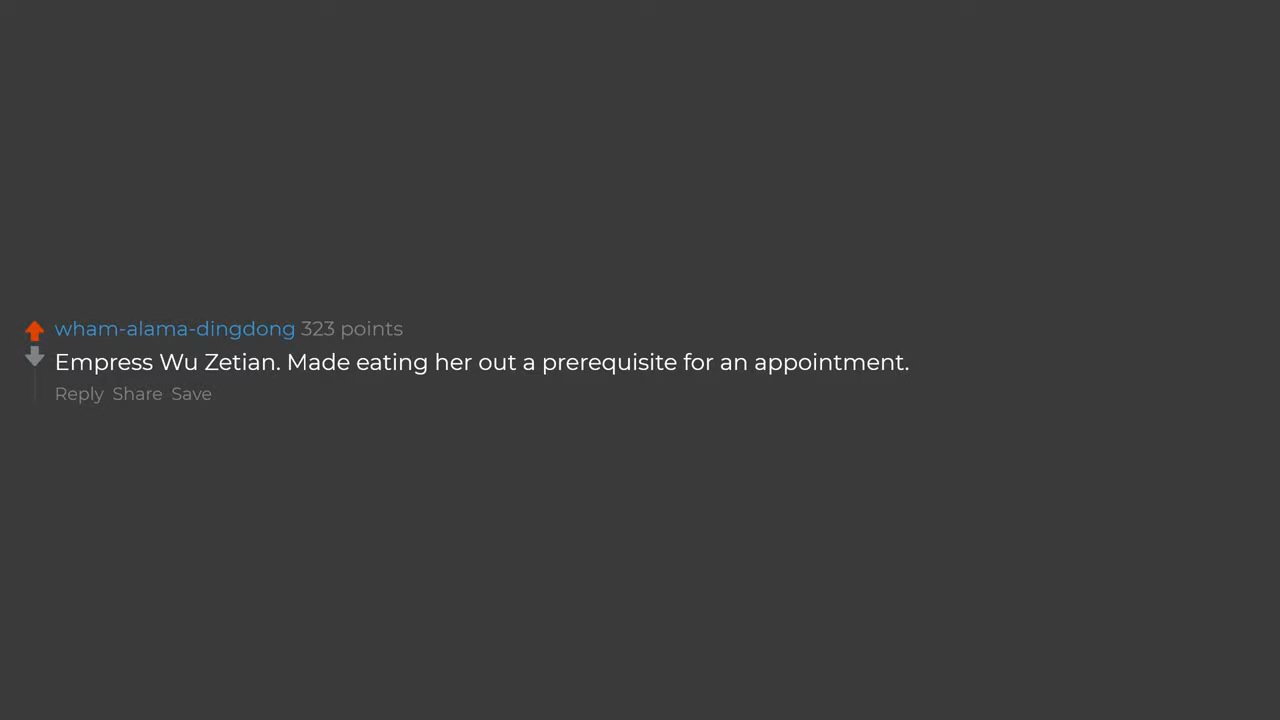 wham-alama-dingdong 323 points
Empress Wu Zetian. Made eating her out a prerequisite for an appointment.
Reply Share Save